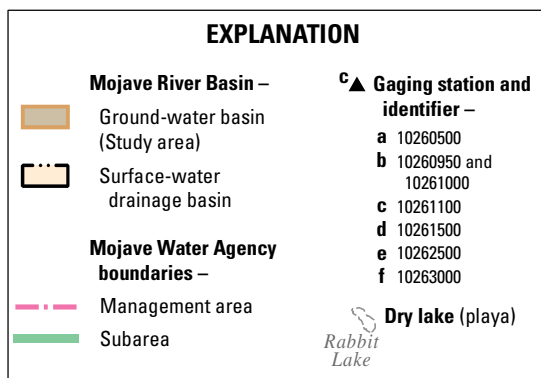 EXPLANATION
Mojave River Basin –
Ground-water basin
(Study area)
Surface-water
drainage basin
Mojave Water Agency
boundaries –
Management area
Subarea
c▲ Gaging station and
identifier –
a 10260500
b 10260950 and
10261000
c 10261100
d 10261500
e 10262500
f 10263000
Dry lake (playa)
Rabbit
Lake